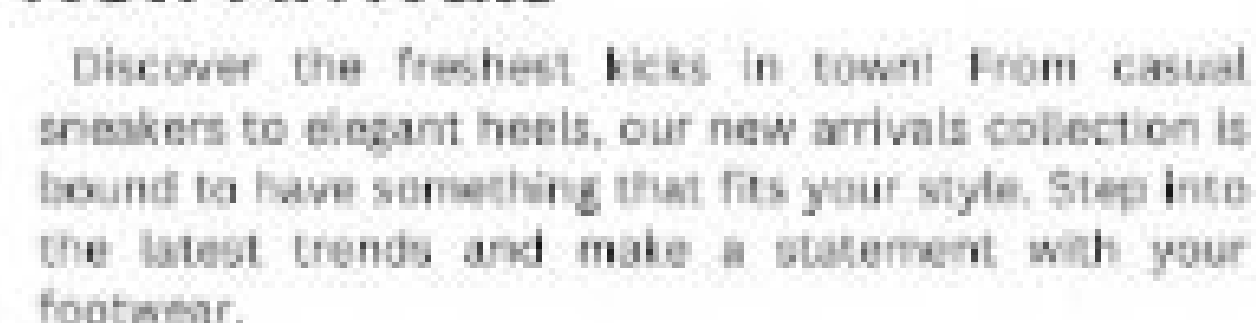 Discover the freshest kicks in town! From casual
sneakers to elegant heels, our new arrivals collection is
bound to have something that fits your style. Step into
the latest trends and make a statement with your
footwear.